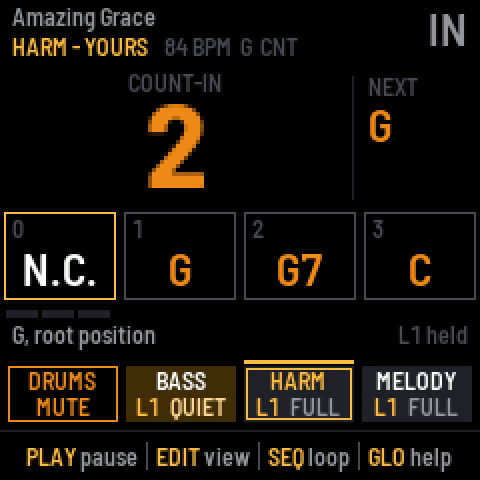 Amazing Grace
IN
HARM - YOURS 84 BPM G CNT
COUNT-IN
NEXT
2
G
0
1
2
3
N.C.
G
G7
C
G, root position
L1 held
DRUMS
MUTE
BASS
L1 QUIET
HARM
L1 FULL
MELODY
L1 FULL
PLAY pause
EDIT view
SEQ loop
GLO help